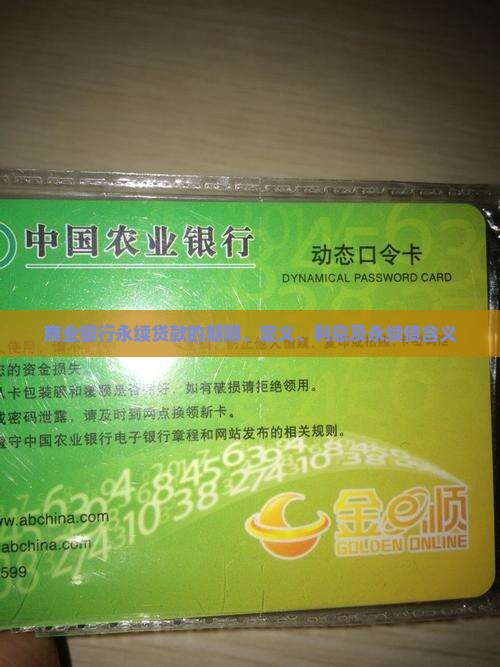 中国农业银行
动态口令卡
DYNAMICAL PASSWORD CARD
商业银行永续贷款的期限、定义、利息及永续债含义
您的资金损失
人卡包装膜和覆膜是否完好，如有破损请拒绝领用。
或密码泄露，请及时到网点换领新卡。
遵守中国农业银行电子银行章程和网站发布的相关规则。
www.abchina.com
abchina.com
599
金e顺
GOLDEN ONLINE